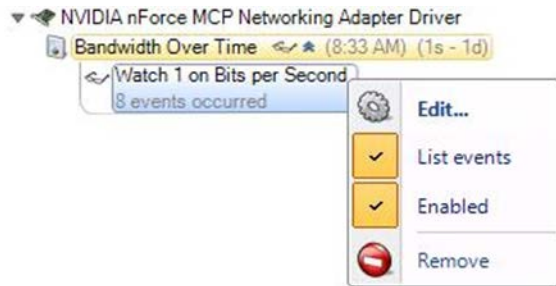 NVIDIA nForce MCP Networking Adapter Driver
Bandwidth Over Time (8:33 AM) (1s - 1d)
Watch 1 on Bits per Second
8 events occurred
Edit...
List events
Enabled
Remove